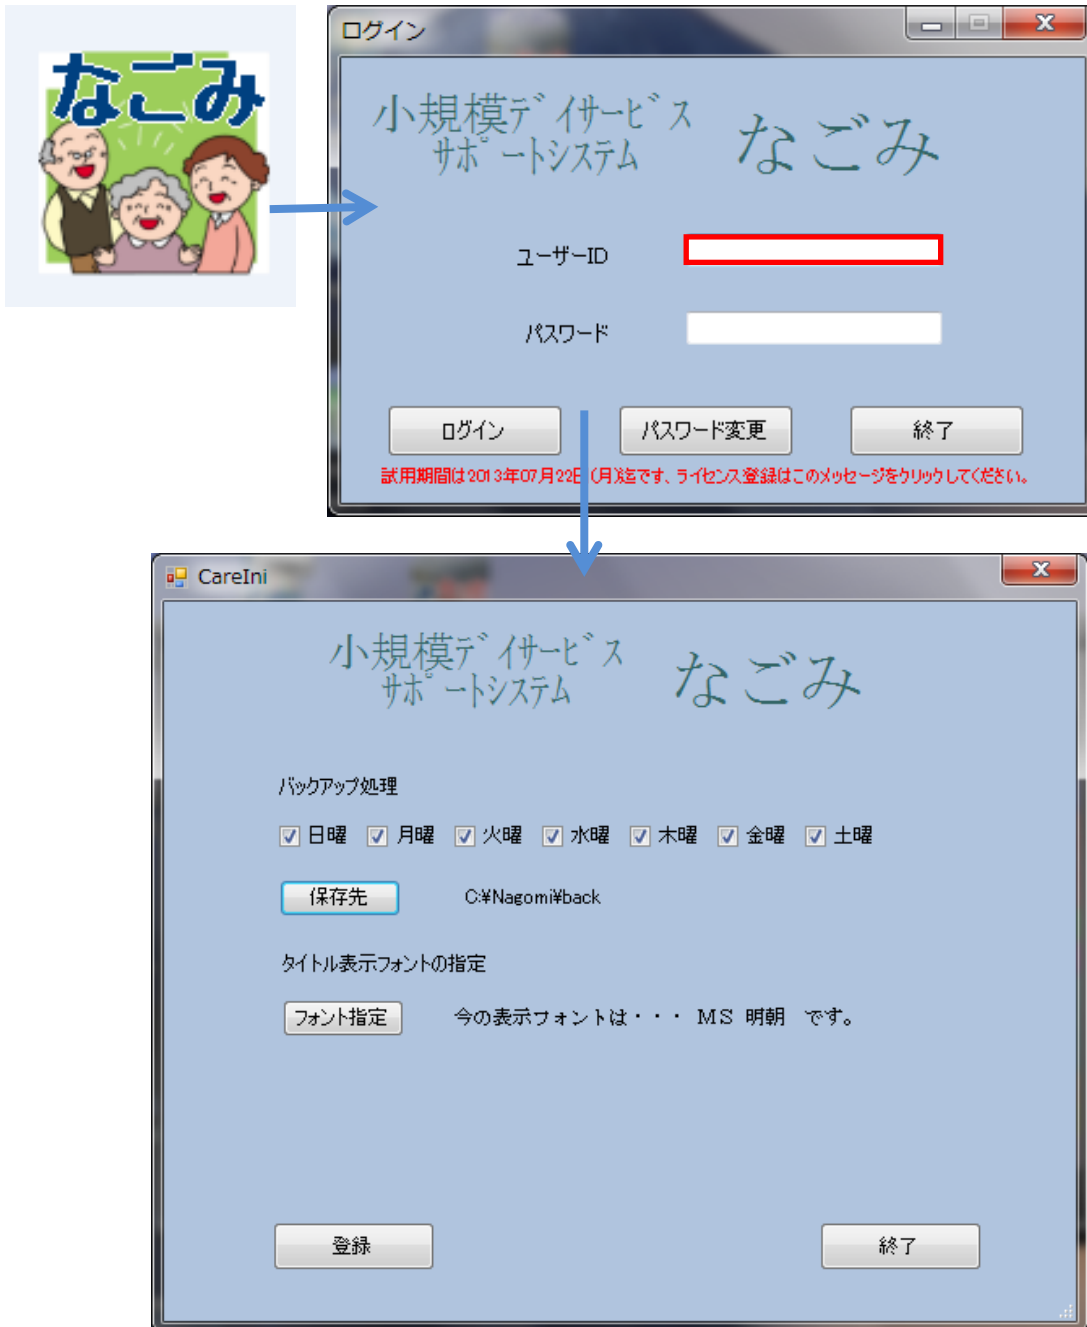 なごみ
ログイン
小規模デイサービス
サポートシステム
なごみ
ユーザーID
パスワード
ログイン
パスワード変更
終了
試用期間は2013年07月22日(月)迄です、ライセンス登録はこのメッセージをクリックしてください。
CareIni
小規模デイサービス
サポートシステム
なごみ
バックアップ処理
日曜 月曜 火曜 水曜 木曜 金曜 土曜
保存先 C:¥Nagomi¥back
タイトル表示フォントの指定
フォント指定 今の表示フォントは・・・ MS 明朝 です。
登録
終了